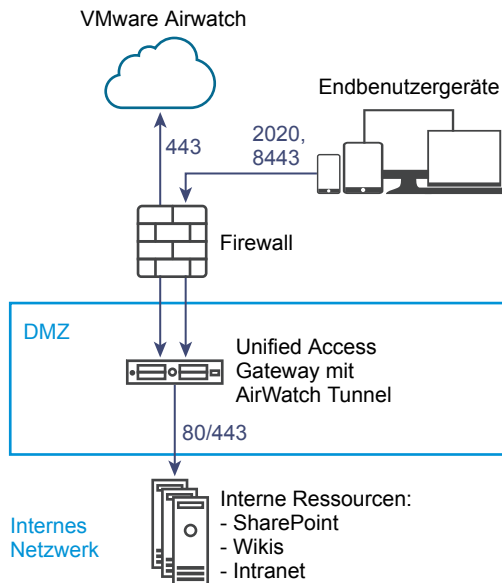 VMware Airwatch
Endbenutzergeräte
443
2020,
8443
Firewall
DMZ
Unified Access
Gateway mit
AirWatch Tunnel
80/443
Internes
Netzwerk
Interne Ressourcen:
- SharePoint
- Wikis
- Intranet